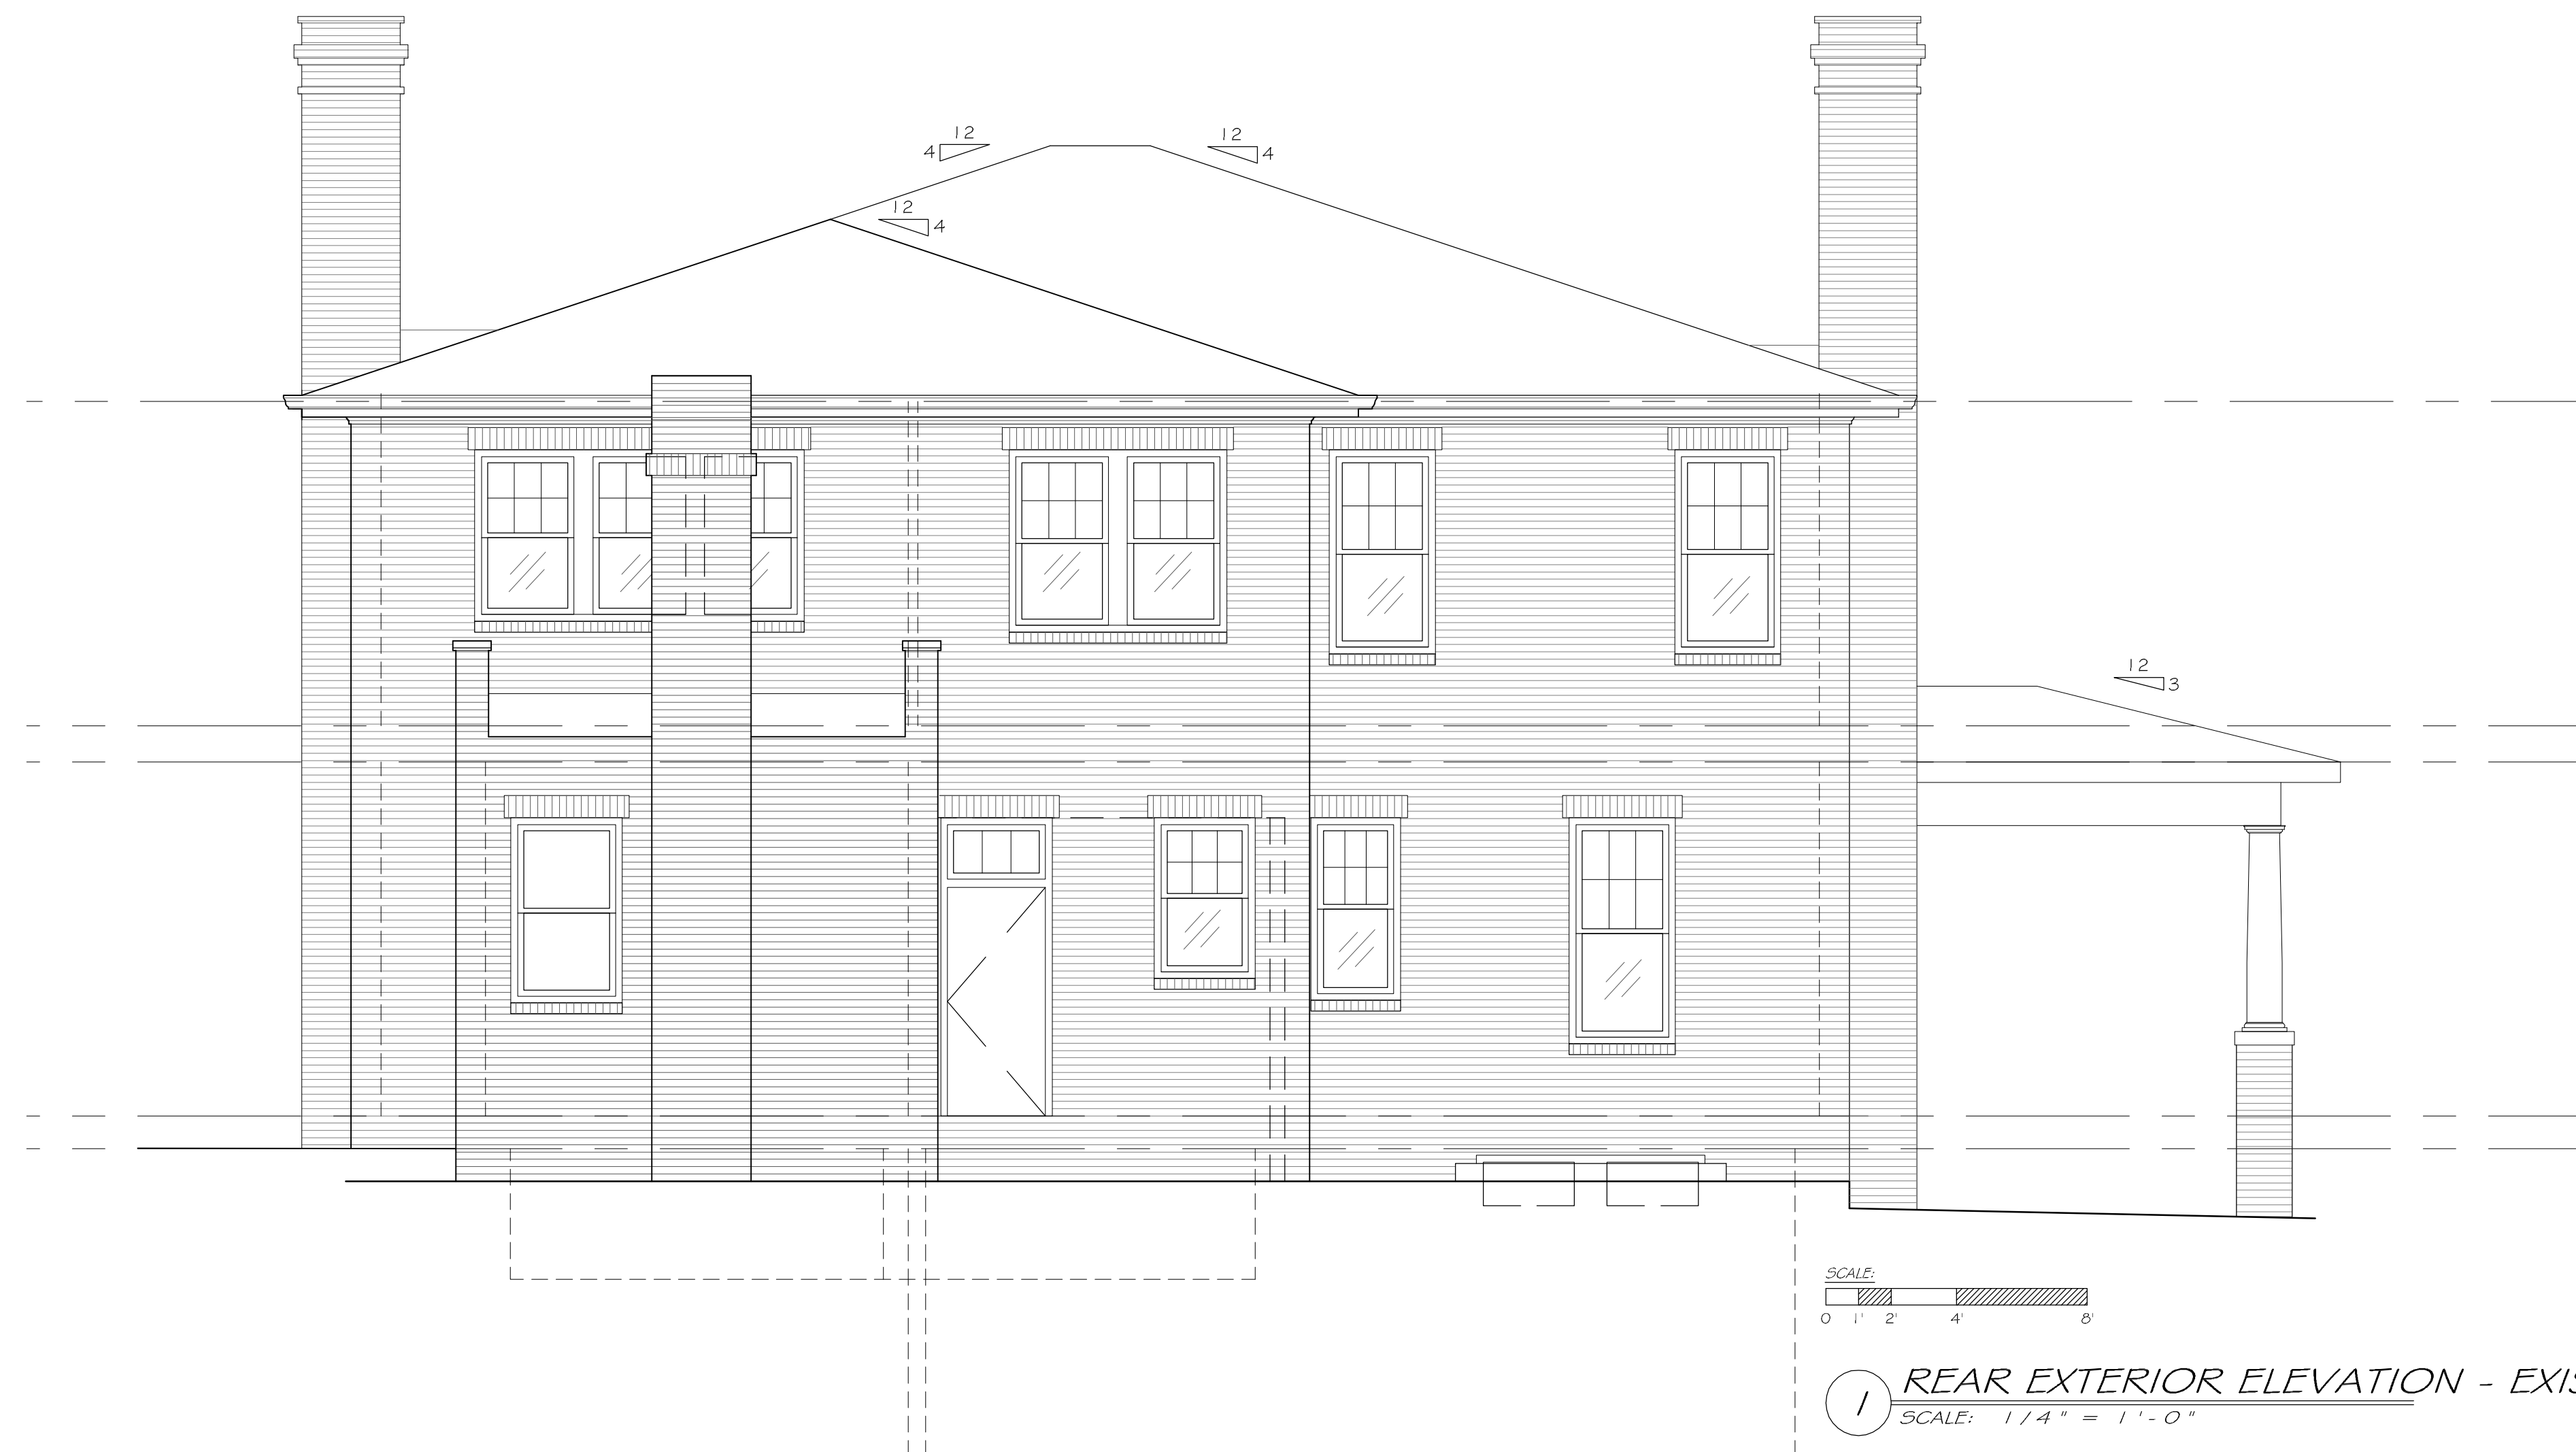 12
4
12
4
12
4
12
3
SCALE:
0 1' 2' 4' 8'
1
REAR EXTERIOR ELEVATION - EXIS
SCALE: 1/4" = 1'-0"